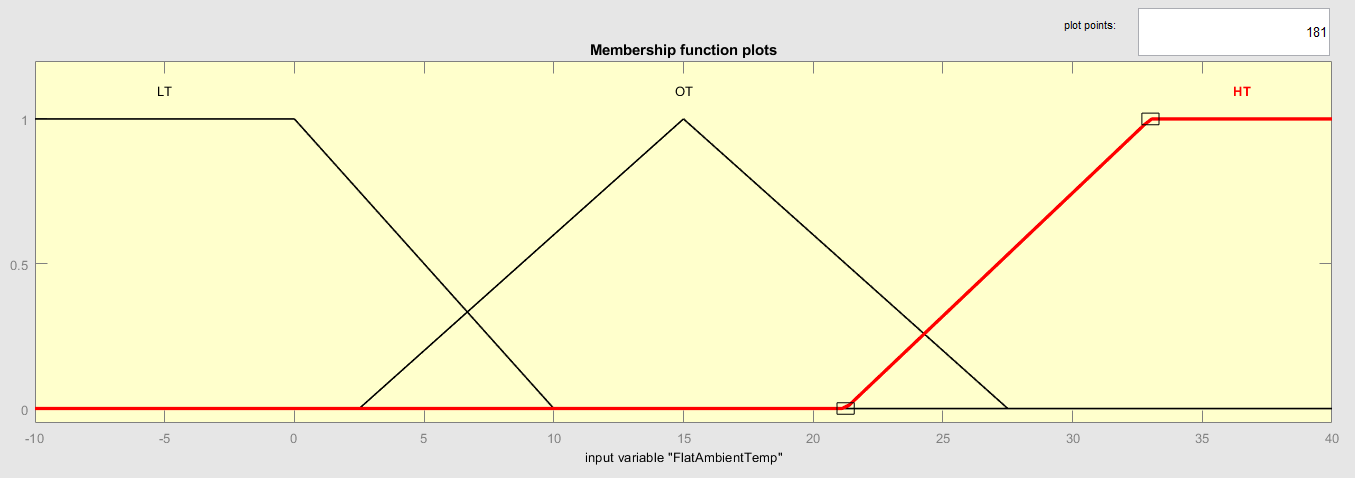 plot points: 181
Membership function plots
LT OT HT
1
0.5
0
-10 -5 0 5 10 15 20 25 30 35 40
input variable "FlatAmbientTemp"